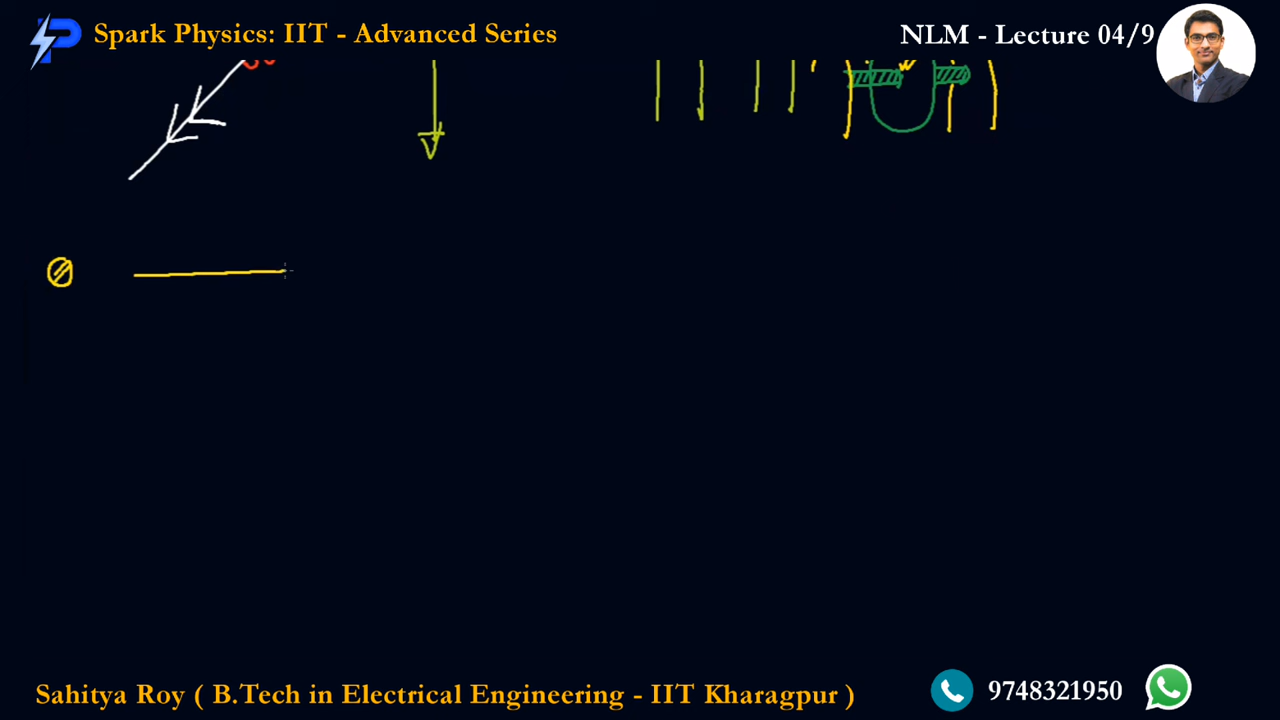 Spark Physics: IIT - Advanced Series
NLM - Lecture 04/9
Sahitya Roy ( B.Tech in Electrical Engineering - IIT Kharagpur )
9748321950